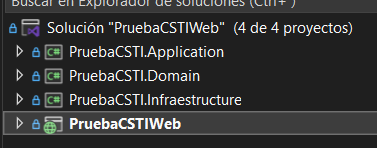 Buscar en Explorador de soluciones (Ctrl+ )
Solución "PruebaCSTIWeb" (4 de 4 proyectos)
PruebaCSTI.Application
PruebaCSTI.Domain
PruebaCSTI.Infraestructure
PruebaCSTIWeb